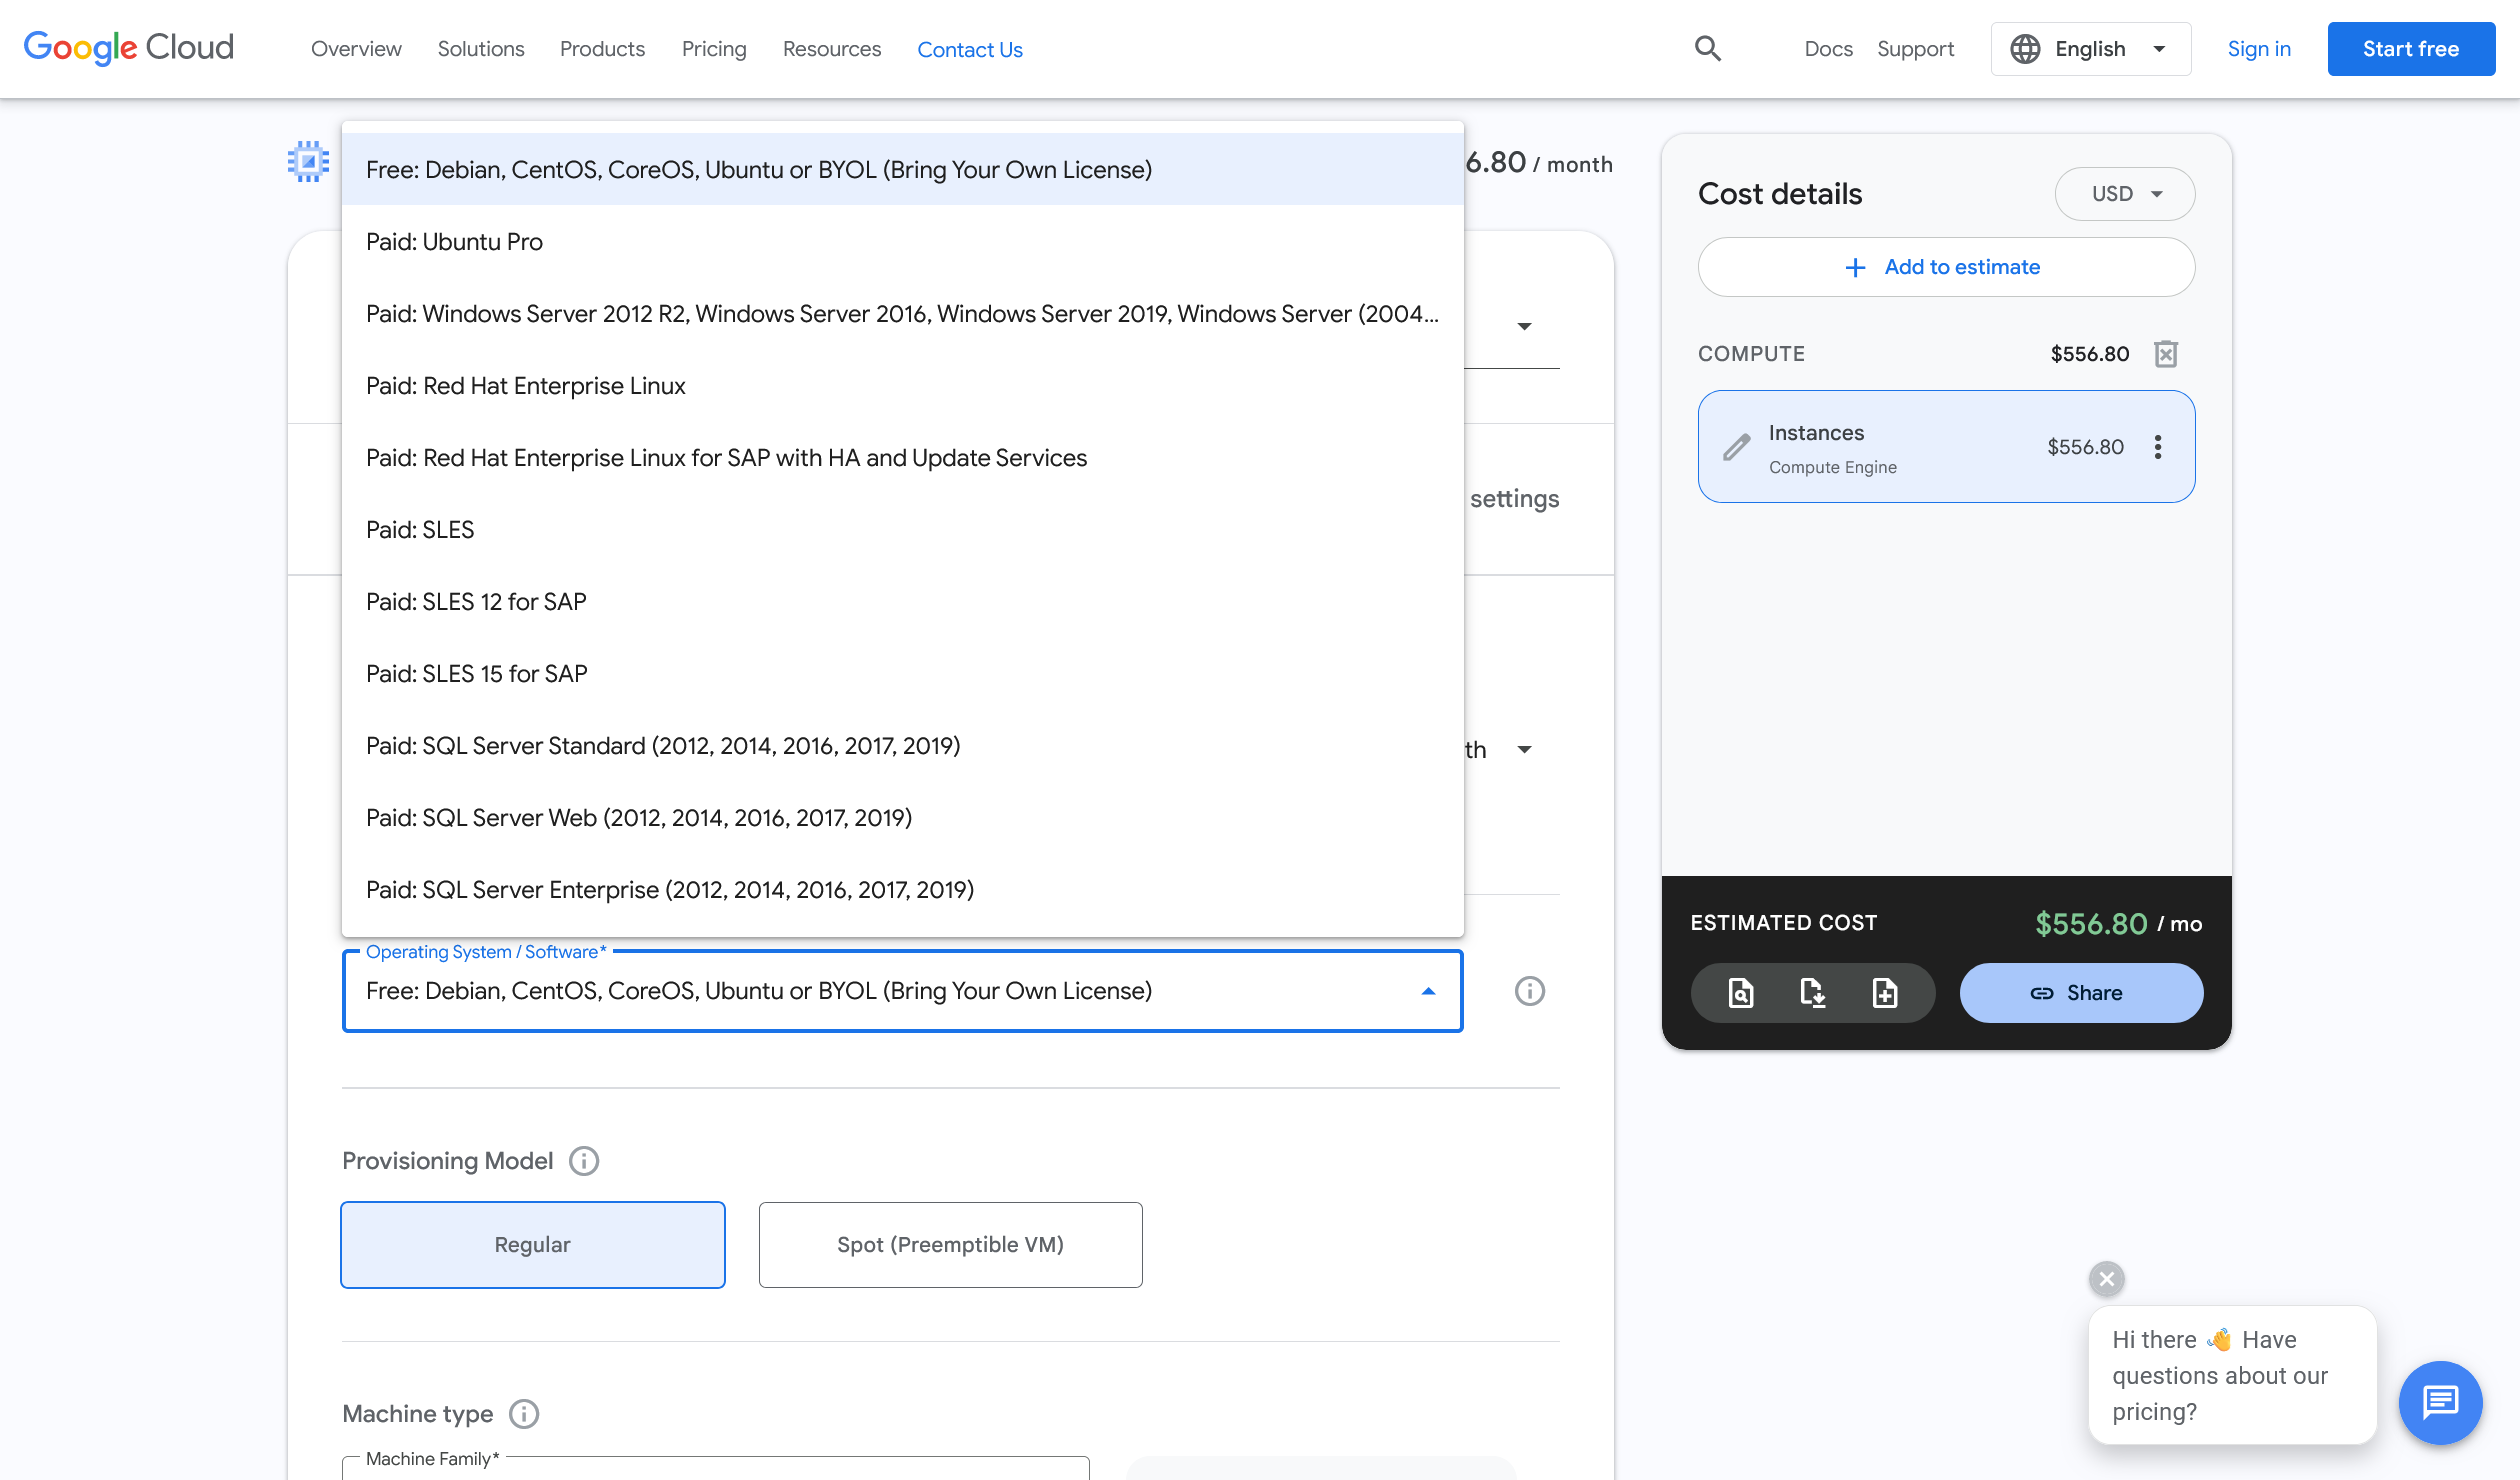 Google Cloud
Overview
Solutions
Products
Pricing
Resources
Contact Us
Docs
Support
English
Sign in
Start free
6.80 / month
Free: Debian, CentOS, CoreOS, Ubuntu or BYOL (Bring Your Own License)
Paid: Ubuntu Pro
Paid: Windows Server 2012 R2, Windows Server 2016, Windows Server 2019, Windows Server (2004...
Paid: Red Hat Enterprise Linux
Paid: Red Hat Enterprise Linux for SAP with HA and Update Services
Paid: SLES
Paid: SLES 12 for SAP
Paid: SLES 15 for SAP
Paid: SQL Server Standard (2012, 2014, 2016, 2017, 2019)
Paid: SQL Server Web (2012, 2014, 2016, 2017, 2019)
Paid: SQL Server Enterprise (2012, 2014, 2016, 2017, 2019)
settings
th
Operating System / Software*
Free: Debian, CentOS, CoreOS, Ubuntu or BYOL (Bring Your Own License)
Provisioning Model
Regular
Spot (Preemptible VM)
Machine type
Machine Family*
Cost details
USD
Add to estimate
COMPUTE
$556.80
Instances
Compute Engine
$556.80
ESTIMATED COST
$556.80 / mo
Share
Hi there 👋 Have
questions about our
pricing?